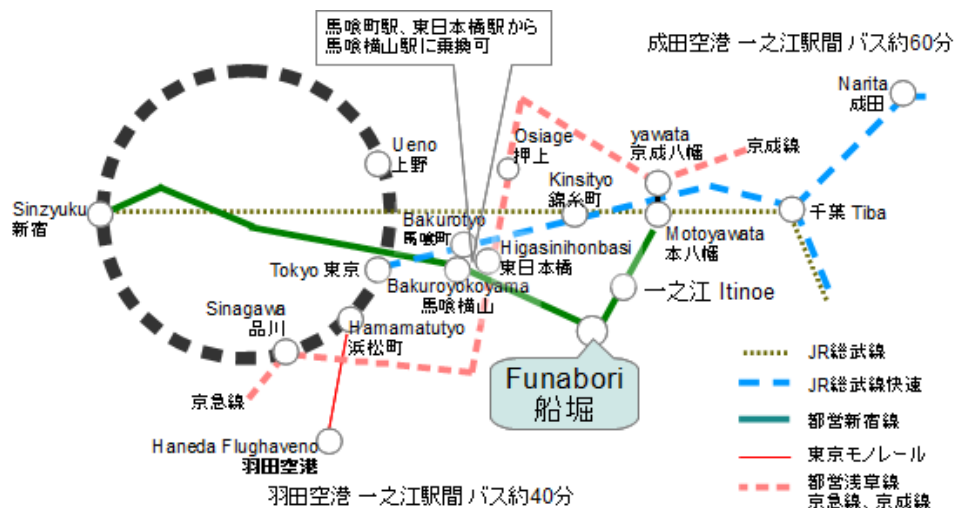 馬喰町駅、東日本橋駅から
馬喰横山駅に乗換可
成田空港 一之江駅間 バス約60分
Narita
成田
Ueno
上野
Osiage
押上
yawata
京成八幡
京成線
Kinsityo
錦糸町
Sinzyuku
新宿
Bakurotyo
馬喰町
Higasinihonbasi
東日本橋
Motoyawata
本八幡
千葉 Tiba
Tokyo 東京
Bakuroyokoyama
馬喰横山
一之江 Itinoe
Sinagawa
品川
Hamamatutyo
浜松町
Funabori
船堀
京急線
Haneda Flughaveno
羽田空港
羽田空港 一之江駅間 バス約40分
JR総武線
JR総武線快速
都営新宿線
東京モノレール
都営浅草線
京急線、京成線